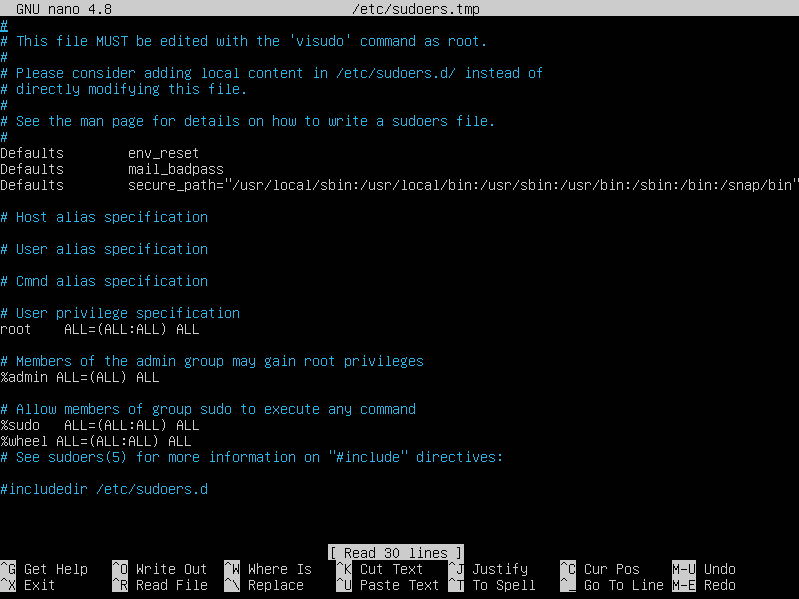 GNU nano 4.8 /etc/sudoers.tmp
#
# This file MUST be edited with the 'visudo' command as root.
#
# Please consider adding local content in /etc/sudoers.d/ instead of
# directly modifying this file.
#
# See the man page for details on how to write a sudoers file.
#
Defaults env_reset
Defaults mail_badpass
Defaults secure_path="/usr/local/sbin:/usr/local/bin:/usr/sbin:/usr/bin:/sbin:/bin:/snap/bin"
# Host alias specification
# User alias specification
# Cmnd alias specification
# User privilege specification
root ALL=(ALL:ALL) ALL
# Members of the admin group may gain root privileges
%admin ALL=(ALL) ALL
# Allow members of group sudo to execute any command
%sudo ALL=(ALL:ALL) ALL
%wheel ALL=(ALL:ALL) ALL
# See sudoers(5) for more information on "#include" directives:
#includedir /etc/sudoers.d
[ Read 30 lines ]
^G Get Help ^O Write Out ^W Where Is ^K Cut Text ^J Justify ^C Cur Pos M-U Undo
^X Exit ^R Read File ^\ Replace ^U Paste Text ^T To Spell ^_ Go To Line M-E Redo